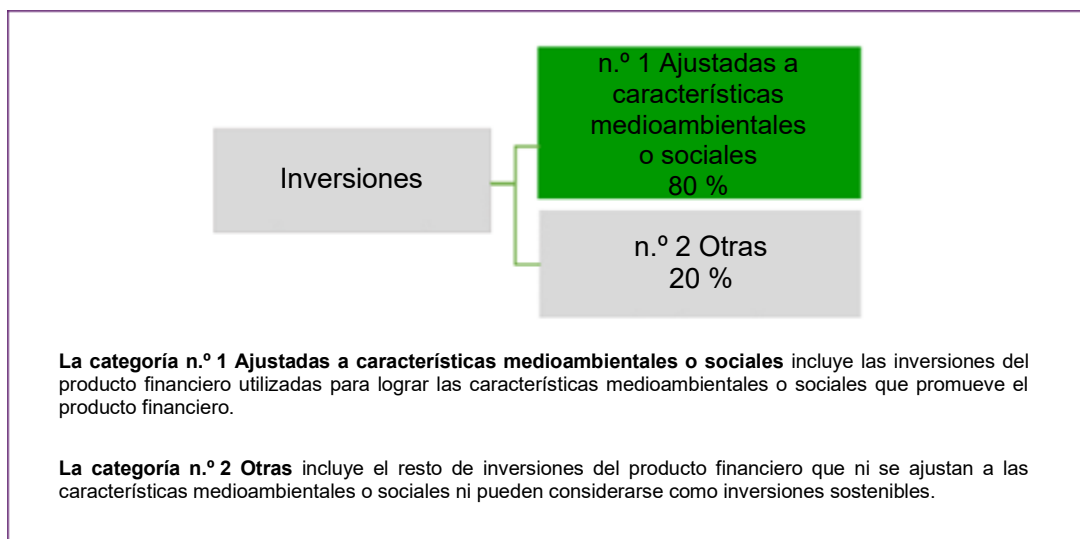 n.º 1 Ajustadas a
características
medioambientales
o sociales
80 %
Inversiones
n.º 2 Otras
20 %
La categoría n.º 1 Ajustadas a características medioambientales o sociales incluye las inversiones del
producto financiero utilizadas para lograr las características medioambientales o sociales que promueve el
producto financiero.
La categoría n.º 2 Otras incluye el resto de inversiones del producto financiero que ni se ajustan a las
características medioambientales o sociales ni pueden considerarse como inversiones sostenibles.